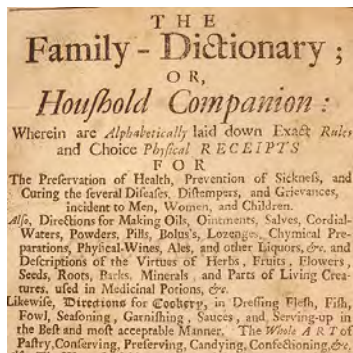 THE
Family-Dictionary;
OR,
Houſhold Companion:
Wherein are Alphabetically laid down Exact Rules
and Choice Phyſical RECEIPTS
FOR
The Preſervation of Health, Prevention of Sickneſs, and
Curing the ſeveral Diſeaſes, Diſtempers, and Grievances,
incident to Men, Women, and Children.
Alſo, Directions for Making Oils, Ointments, Salves, Cordial-
Waters, Powders, Pills, Bolus's, Lozenges, Chymical Pre-
parations, Phyſical-Wines, Ales, and other Liquors, &c. and
Deſcriptions of the Virtues of Herbs, Fruits, Flowers,
Seeds, Roots, Barks, Minerals, and Parts of Living Crea-
tures, uſed in Medicinal Potions, &c.
Likewiſe, Directions for Cookery, in Dreſſing Fleſh, Fiſh,
Fowl, Seaſoning, Garniſhing, Sauces, and Serving-up in
the Beſt and moſt acceptable Manner. The Whole ART of
Paſtry, Conſerving, Preſerving, Candying, Confectioning, &c.